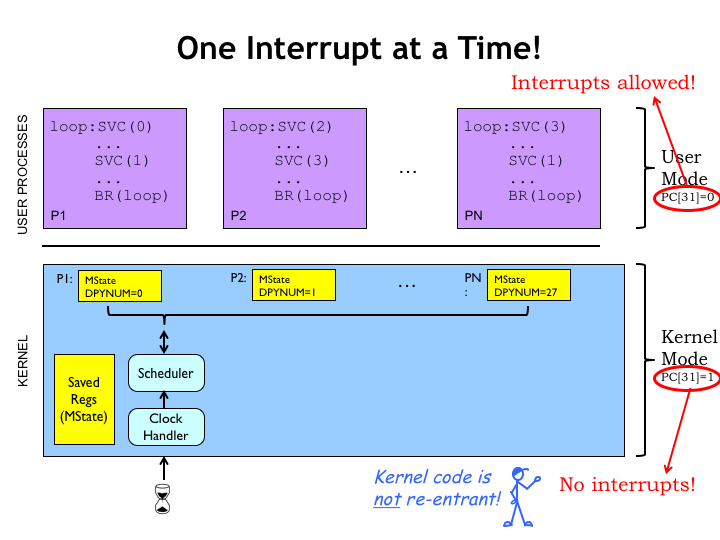 One Interrupt at a Time!
Interrupts allowed!
USER PROCESSES
loop:SVC(0)
...
SVC(1)
...
BR(loop)
P1
loop:SVC(2)
...
SVC(3)
...
BR(loop)
P2
...
loop:SVC(3)
...
SVC(1)
...
BR(loop)
PN
User
Mode
PC[31]=0
KERNEL
P1:
MState
DPYNUM=0
P2:
MState
DPYNUM=1
...
PN
:
MState
DPYNUM=27
Saved
Regs
(MState)
Scheduler
Clock
Handler
Kernel
Mode
PC[31]=1
Kernel code is
not re-entrant!
No interrupts!